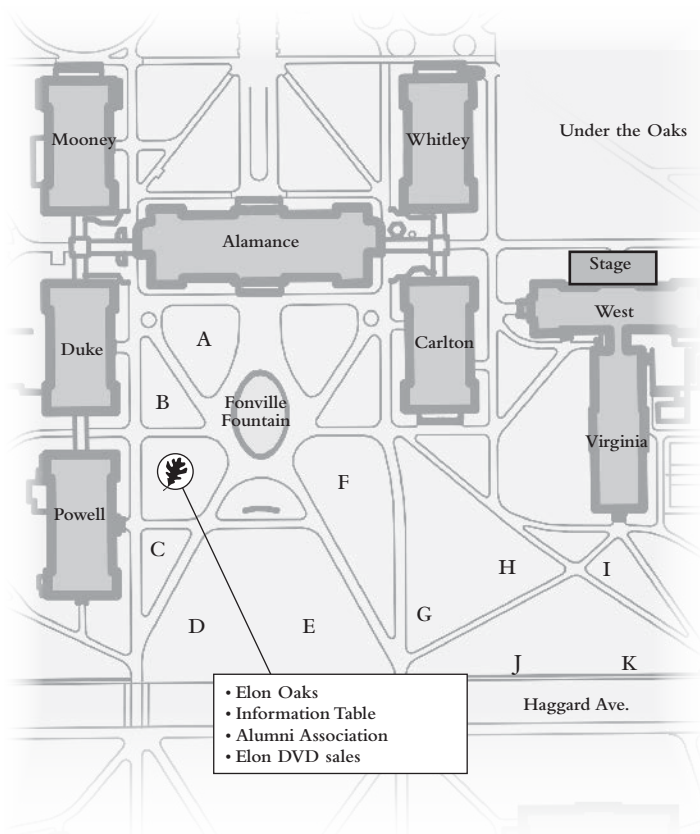 Mooney
Whitley
Under the Oaks
Alamance
Stage
West
Duke
A
Carlton
B
Fonville
Fountain
Virginia
F
Powell
C
H
I
G
D
E
J
K
• Elon Oaks
• Information Table
• Alumni Association
• Elon DVD sales
Haggard Ave.